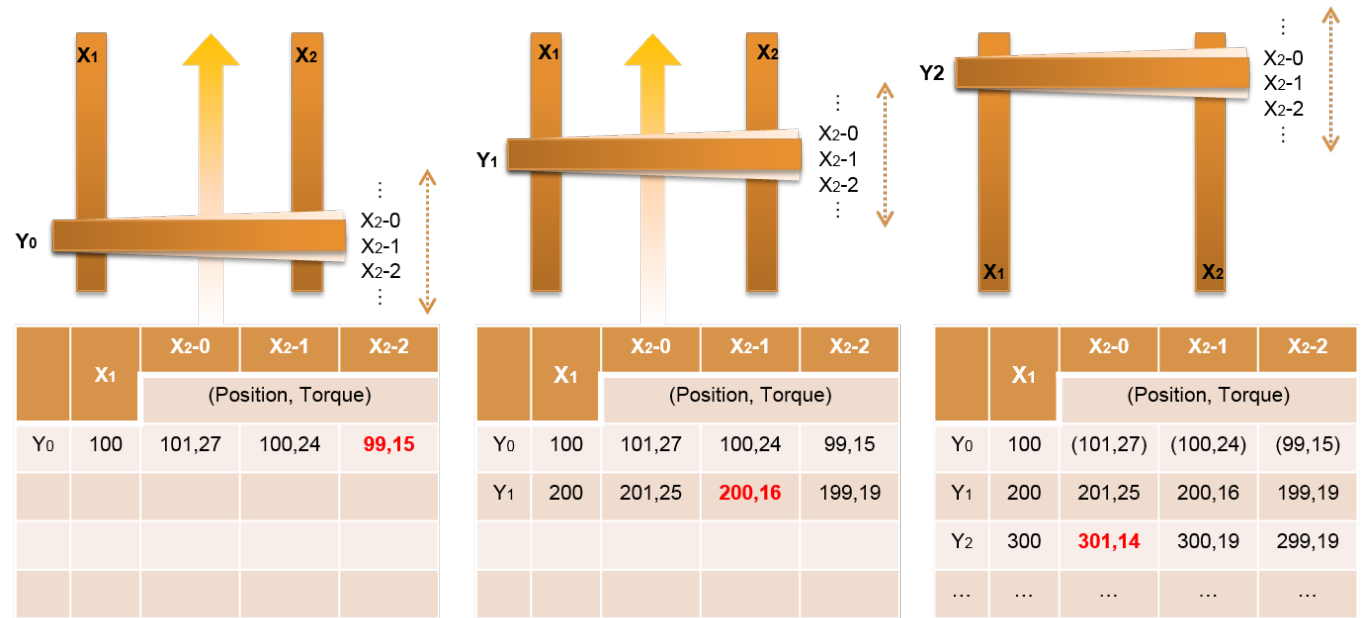 X1 X2
Y0
⋮
X2-0
X2-1
X2-2
⋮
X1 X2-0 X2-1 X2-2
(Position, Torque)
Y0 100 101,27 100,24 99,15
X1 X2
Y1
⋮
X2-0
X2-1
X2-2
⋮
X1 X2-0 X2-1 X2-2
(Position, Torque)
Y0 100 101,27 100,24 99,15
Y1 200 201,25 200,16 199,19
Y2
⋮
X2-0
X2-1
X2-2
⋮
X1 X2
X1 X2-0 X2-1 X2-2
(Position, Torque)
Y0 100 (101,27) (100,24) (99,15)
Y1 200 201,25 200,16 199,19
Y2 300 301,14 300,19 299,19
... ... ... ... ...